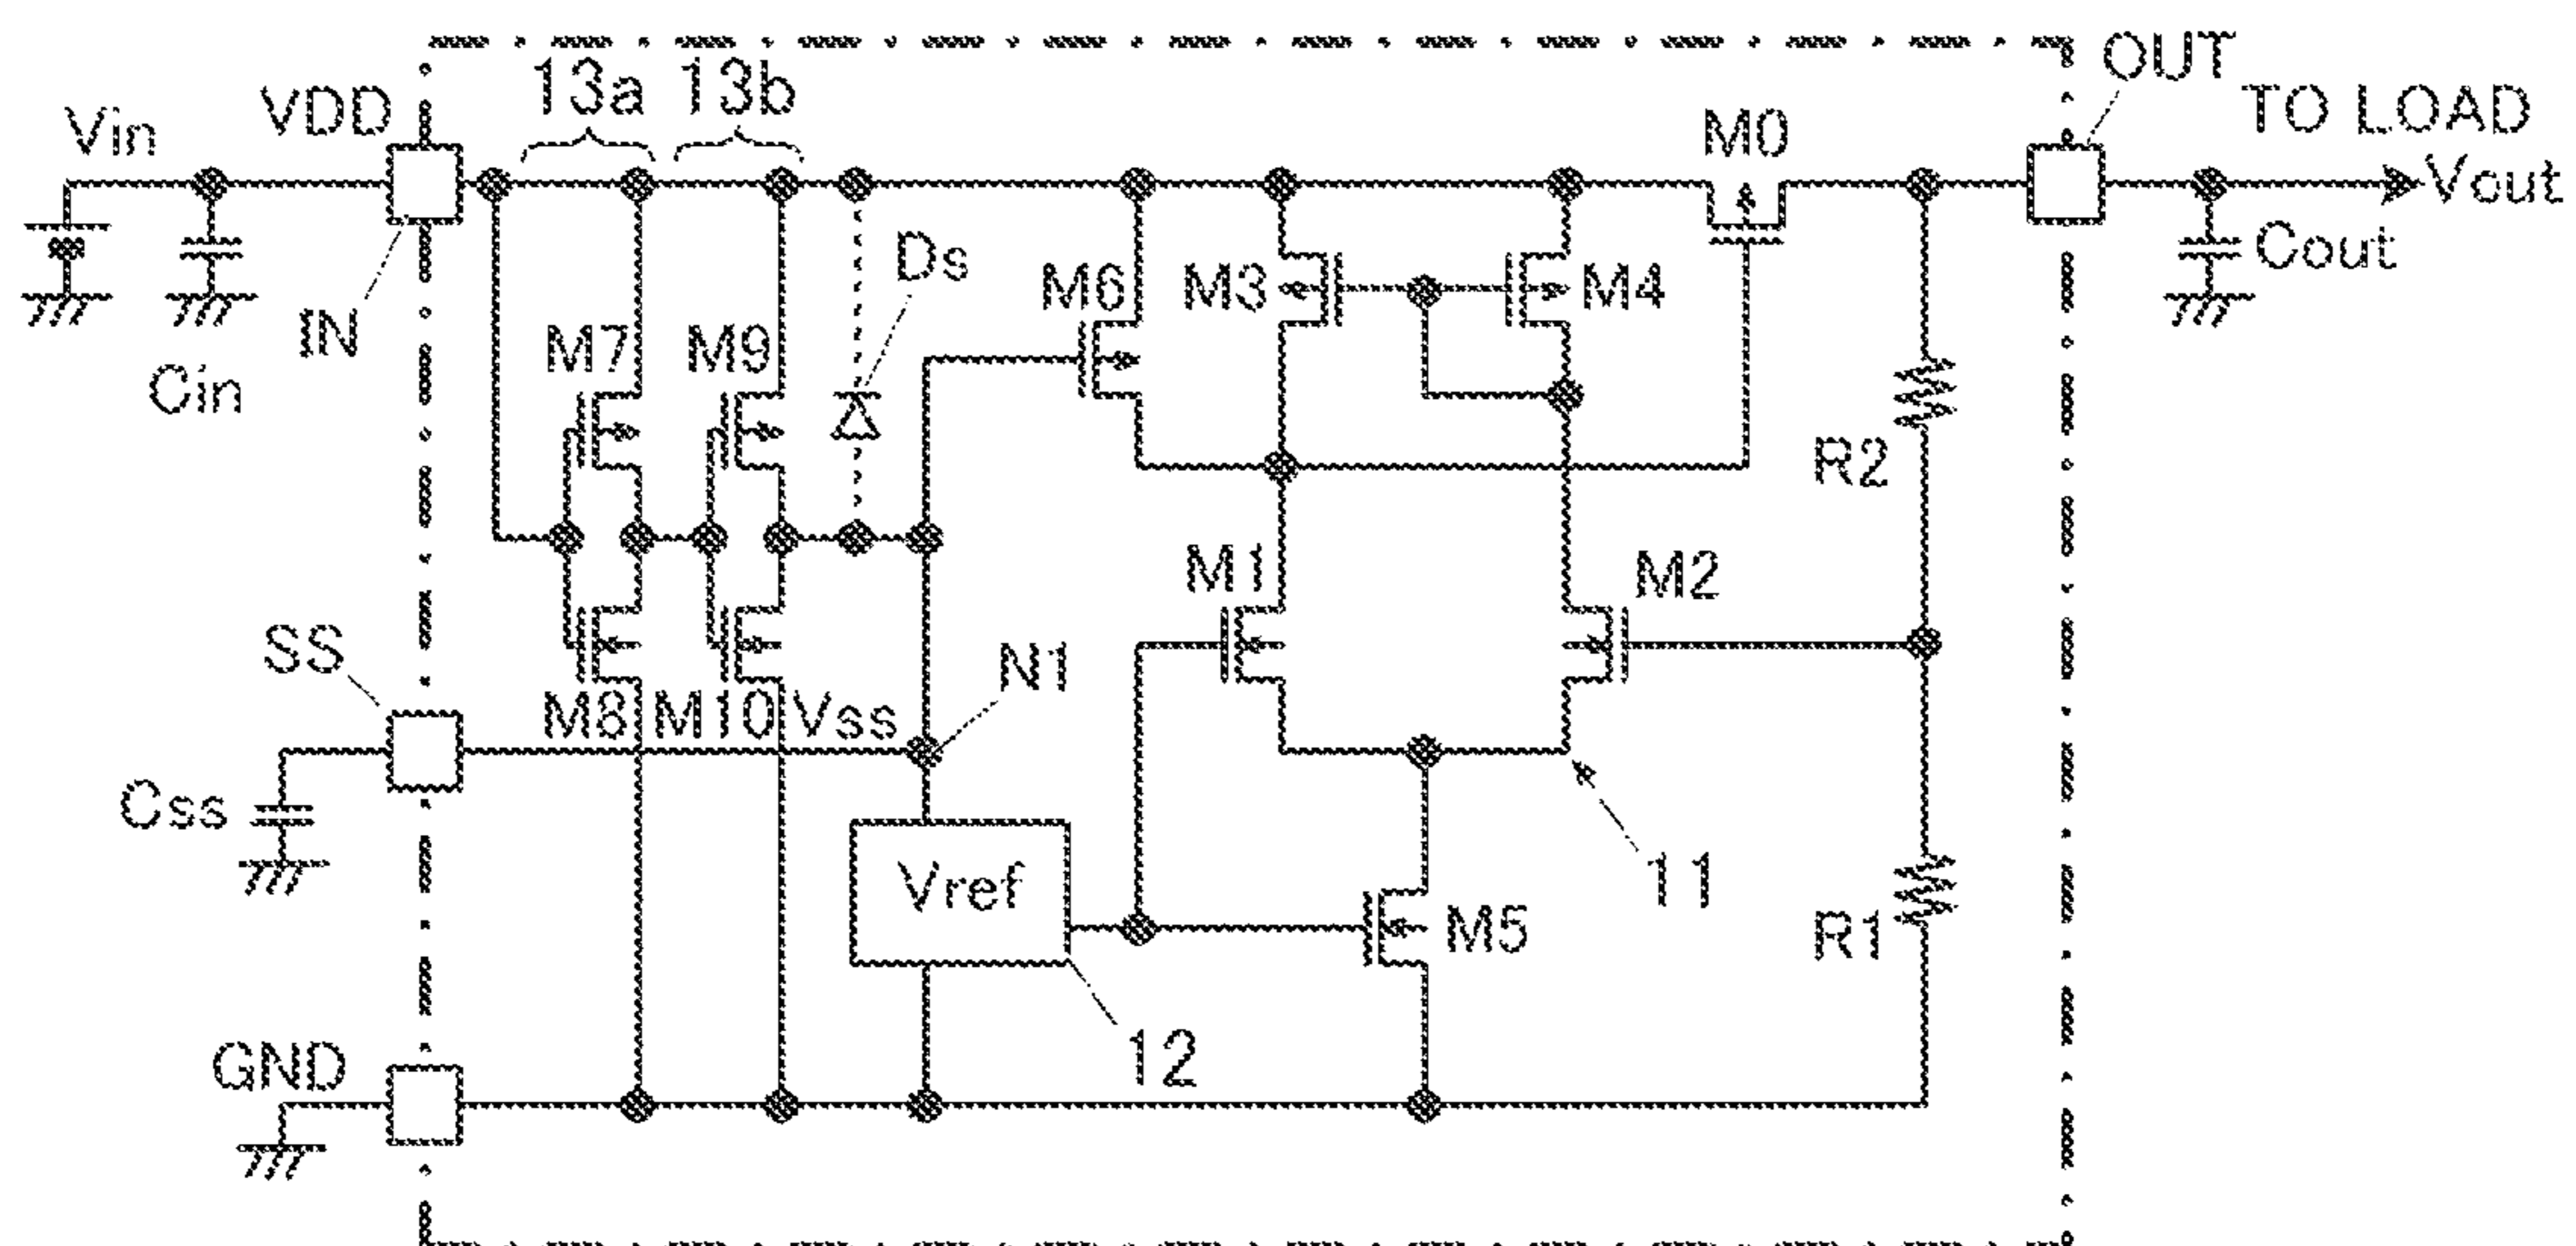 13a 13b
OUT
Vin
VDD
M0
TO LOAD
Vout
IN
Cin
Ds
M6
M3
M4
Cout
M7
M9
R2
M1
M2
SS
M8
M10
Vss
N1
Css
Vref
11
M5
R1
12
GND